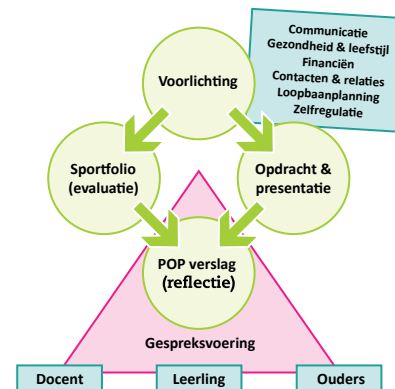 Communicatie
Gezondheid & leefstijl
Financiën
Contacten & relaties
Loopbaanplanning
Zelfregulatie
Voorlichting
Sportfolio
(evaluatie)
Opdracht &
presentatie
POP verslag
(reflectie)
Gespreksvoering
Docent
Leerling
Ouders